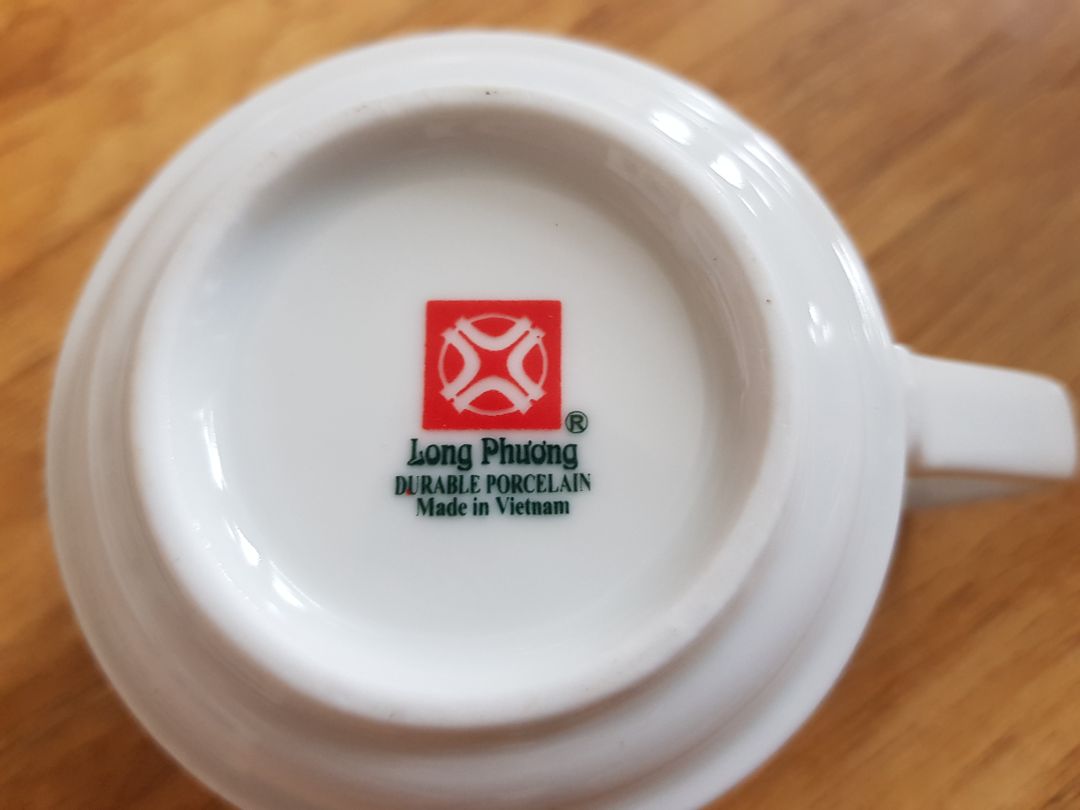 ®
Long Phương
DURABLE PORCELAIN
Made in Vietnam